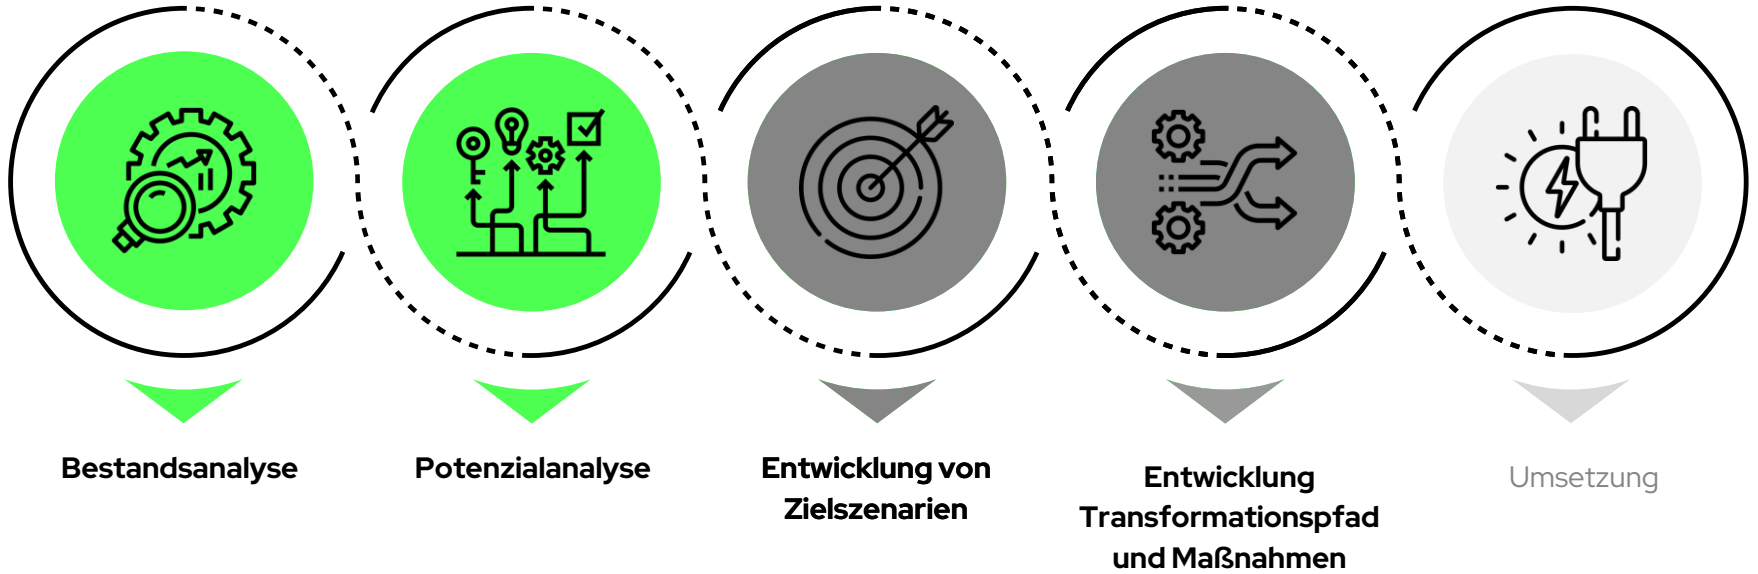 Bestandsanalyse
Potenzialanalyse
Entwicklung von
Zielszenarien
Entwicklung
Transformationspfad
und Maßnahmen
Umsetzung